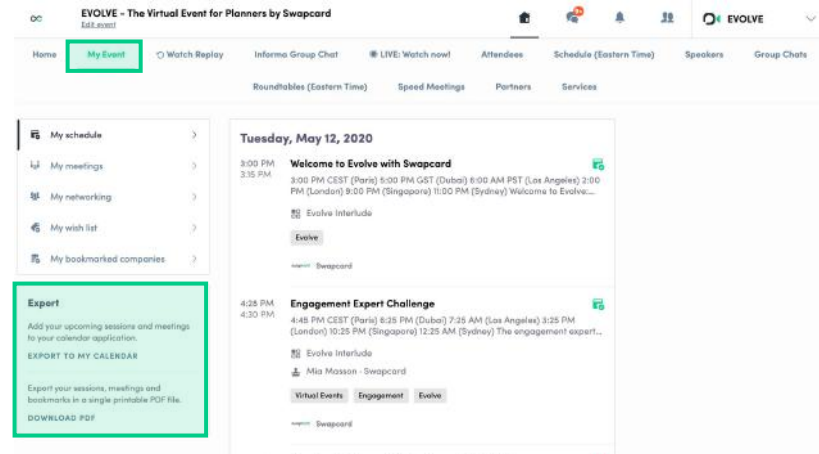 EVOLVE - The Virtual Event for Planners by Swapcard
Edit event
9+
EVOLVE
Home My Event Watch Replay Informa Group Chat LIVE: Watch now! Attendees Schedule (Eastern Time) Speakers Group Chats
Roundtables (Eastern Time) Speed Meetings Partners Services
My schedule
My meetings
My networking
My wish list
My bookmarked companies
Export
Add your upcoming sessions and meetings
to your calendar application.
EXPORT TO MY CALENDAR
Export your sessions, meetings and
bookmarks in a single printable PDF file.
DOWNLOAD PDF
Tuesday, May 12, 2020
3:00 PM
3:15 PM
Welcome to Evolve with Swapcard
3:00 PM CEST (Paris) 5:00 PM GST (Dubai) 6:00 AM PST (Los Angeles) 2:00
PM (London) 9:00 PM (Singapore) 11:00 PM (Sydney) Welcome to Evolve:...
Evolve Interlude
Evolve
Swapcard
4:25 PM
4:30 PM
Engagement Expert Challenge
4:45 PM CEST (Paris) 6:25 PM (Dubai) 7:25 AM (Los Angeles) 3:25 PM
(London) 10:25 PM (Singapore) 12:25 AM (Sydney) The engagement expert...
Evolve Interlude
Mia Masson - Swapcard
Virtual Events Engagement Evolve
Swapcard